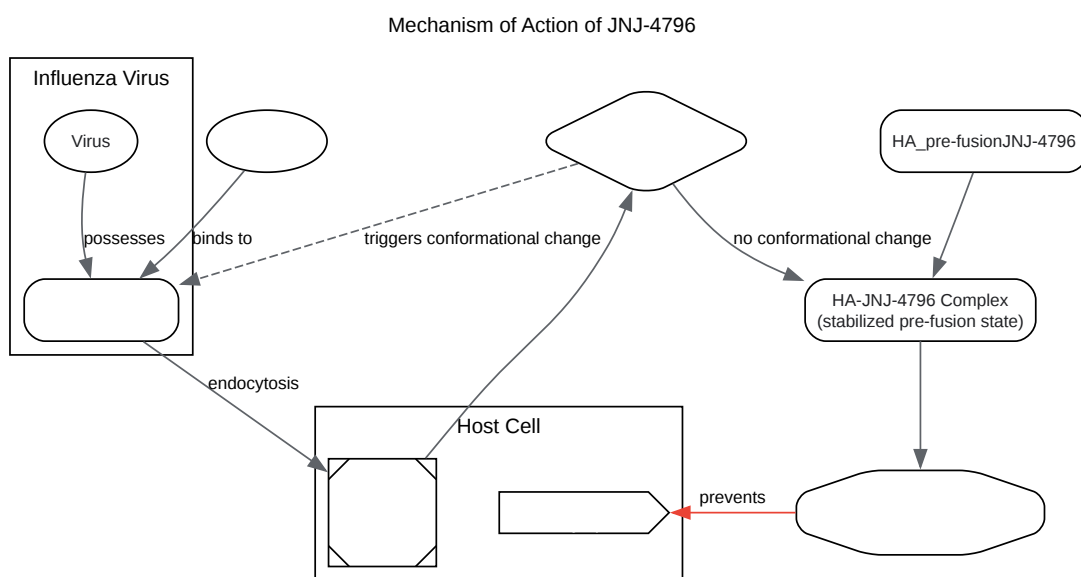 Mechanism of Action of JNJ-4796
Influenza Virus
Virus
HA_pre-fusionJNJ-4796
possesses
binds to
triggers conformational change
no conformational change
HA-JNJ-4796 Complex
(stabilized pre-fusion state)
endocytosis
Host Cell
prevents